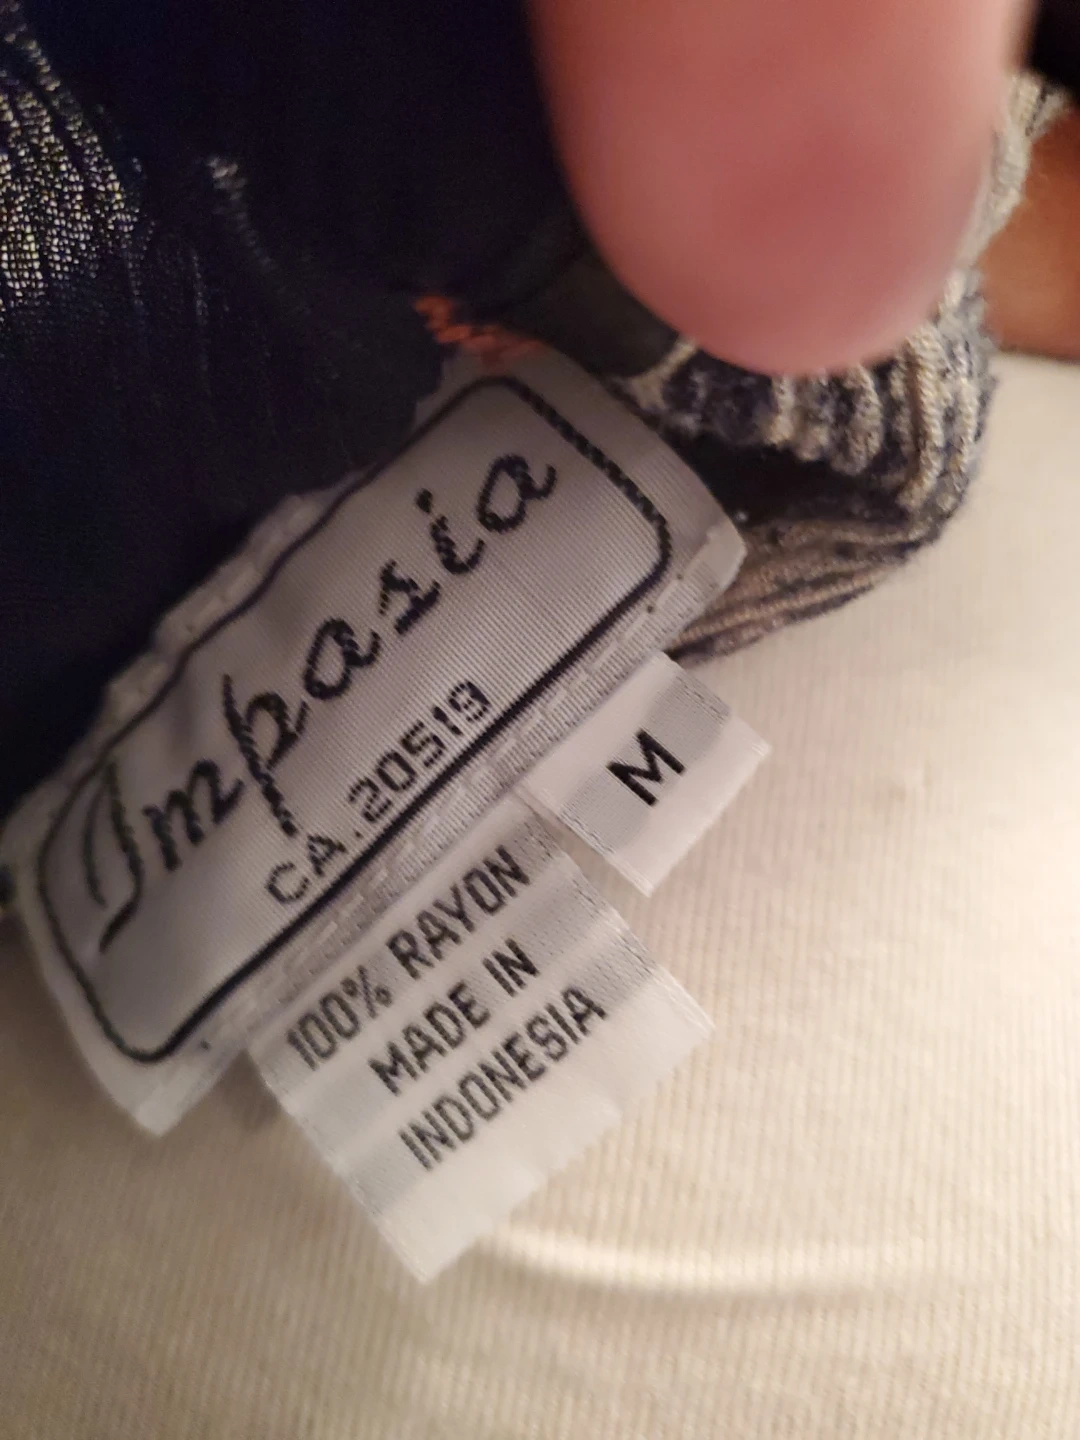 Impasia
CA.20519
M
100% RAYON
MADE IN
INDONESIA